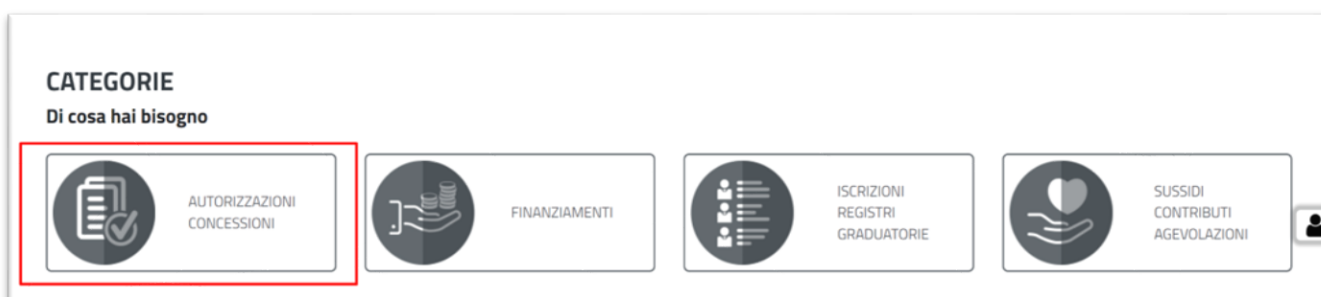 CATEGORIE
Di cosa hai bisogno
AUTORIZZAZIONI
CONCESSIONI
FINANZIAMENTI
ISCRIZIONI
REGISTRI
GRADUATORIE
SUSSIDI
CONTRIBUTI
AGEVOLAZIONI